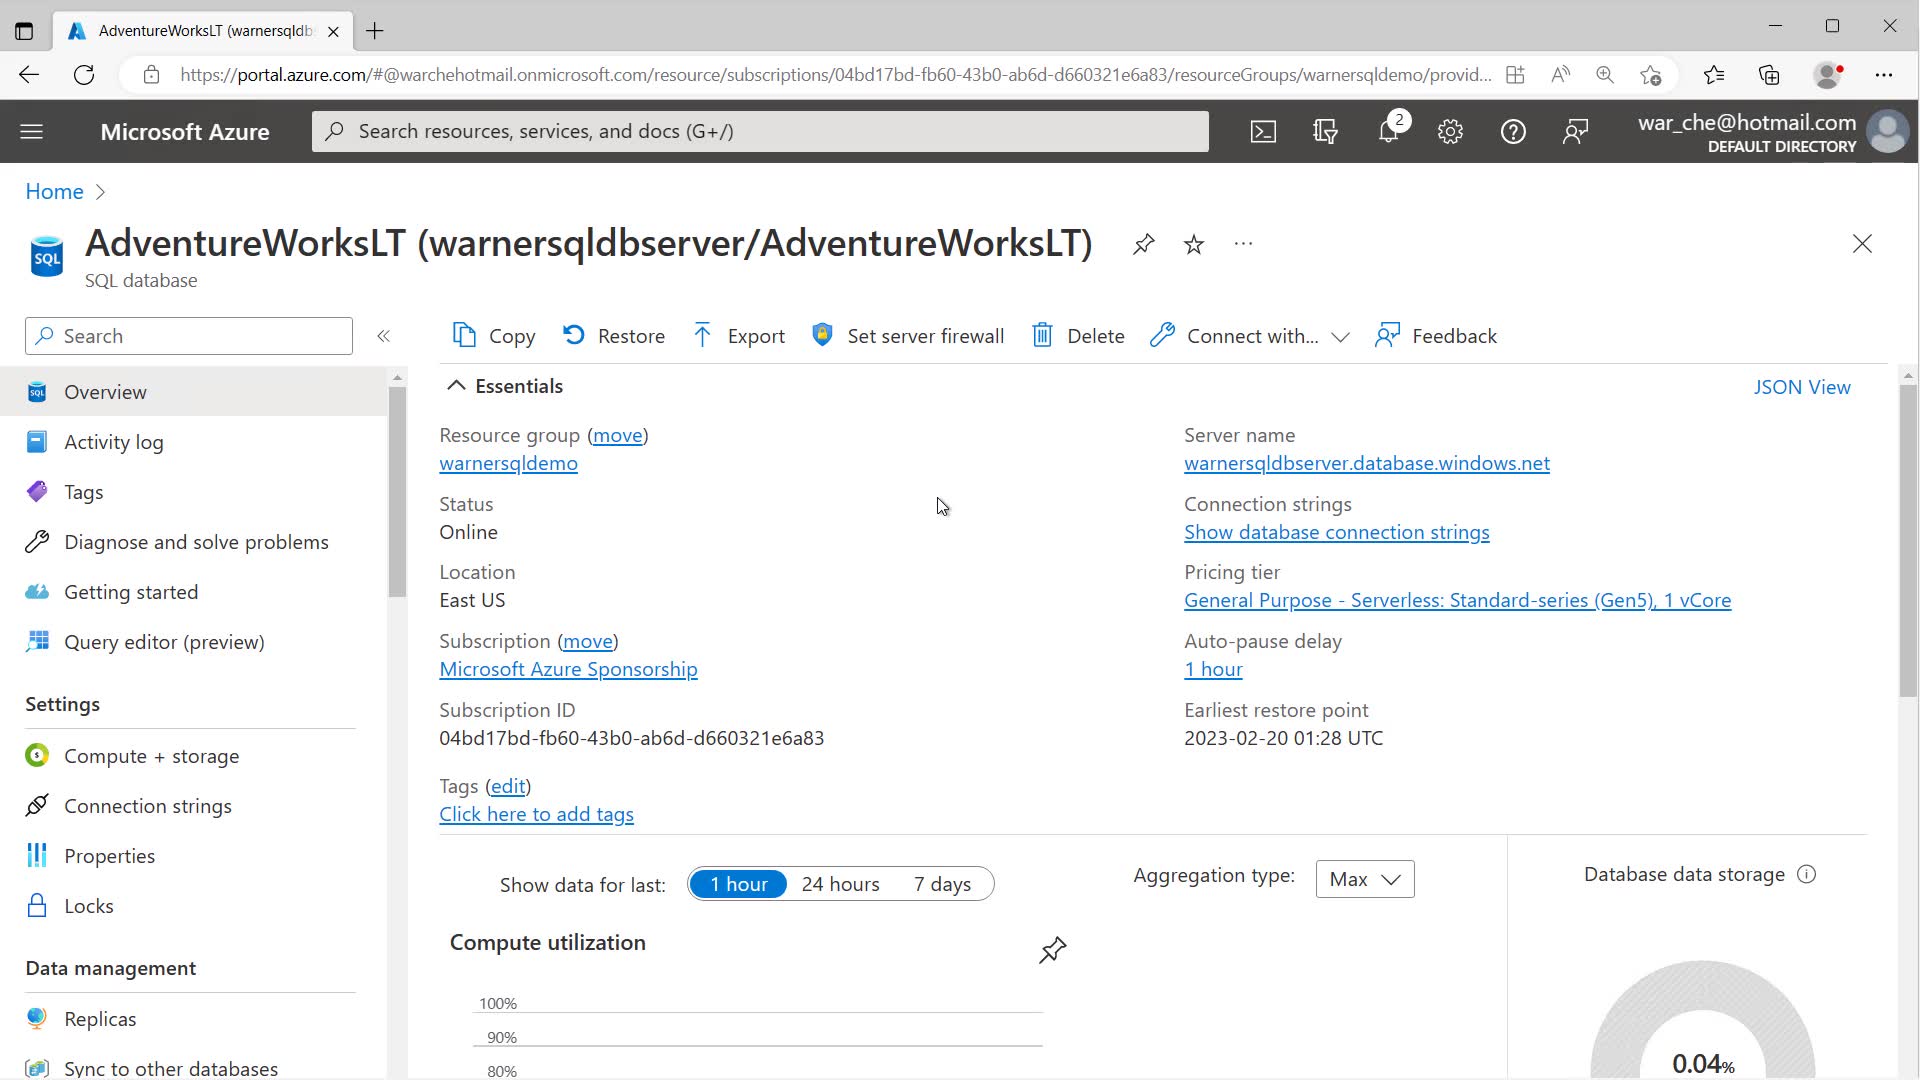 AdventureWorksLT (warnersqldb
https://portal.azure.com/#@warchehotmail.onmicrosoft.com/resource/subscriptions/04bd17bd-fb60-43b0-ab6d-d660321e6a83/resourceGroups/warnersqldemo/provid...
Microsoft Azure
Search resources, services, and docs (G+/)
2
war_che@hotmail.com
DEFAULT DIRECTORY
Home
AdventureWorksLT (warnersqldbserver/AdventureWorksLT)
SQL
SQL database
Search
Copy
Restore
Export
Set server firewall
Delete
Connect with...
Feedback
Overview
Activity log
Tags
Diagnose and solve problems
Getting started
Query editor (preview)
Settings
Compute + storage
Connection strings
Properties
Locks
Data management
Replicas
Sync to other databases
Essentials
JSON View
Resource group (move)
warnersqldemo
Status
Online
Location
East US
Subscription (move)
Microsoft Azure Sponsorship
Subscription ID
04bd17bd-fb60-43b0-ab6d-d660321e6a83
Tags (edit)
Click here to add tags
Server name
warnersqldbserver.database.windows.net
Connection strings
Show database connection strings
Pricing tier
General Purpose - Serverless: Standard-series (Gen5), 1 vCore
Auto-pause delay
1 hour
Earliest restore point
2023-02-20 01:28 UTC
Show data for last:
1 hour
24 hours
7 days
Aggregation type:
Max
Compute utilization
100%
90%
80%
Database data storage
0.04%